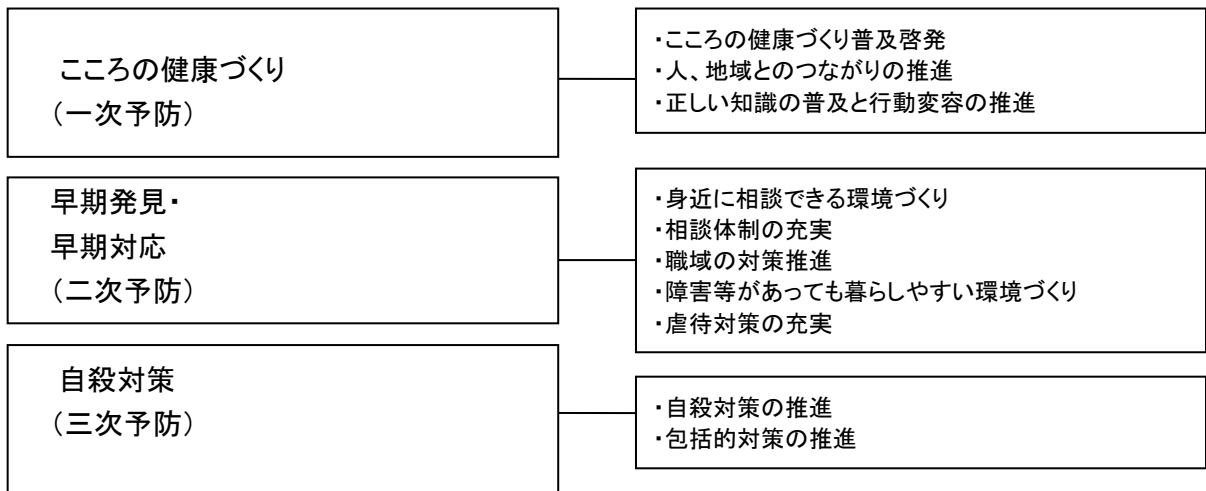 こころの健康づくり
（一次予防）
・こころの健康づくり普及啓発
・人、地域とのつながりの推進
・正しい知識の普及と行動変容の推進
早期発見・
早期対応
（二次予防）
・身近に相談できる環境づくり
・相談体制の充実
・職域の対策推進
・障害等があっても暮らしやすい環境づくり
・虐待対策の充実
自殺対策
（三次予防）
・自殺対策の推進
・包括的対策の推進